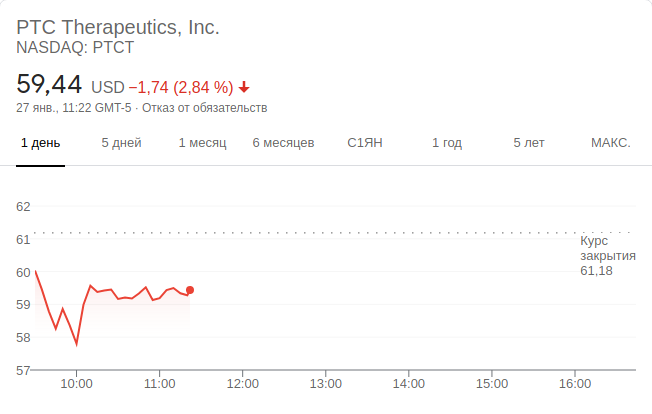 PTC Therapeutics, Inc.
NASDAQ: PTCT
59,44 USD −1,74 (2,84 %)
27 янв., 11:22 GMT-5 · Отказ от обязательств
1 день 5 дней 1 месяц 6 месяцев С1ЯН 1 год 5 лет МАКС.
62
61
60
59
58
57
Курс
закрытия
61,18
10:00 11:00 12:00 13:00 14:00 15:00 16:00